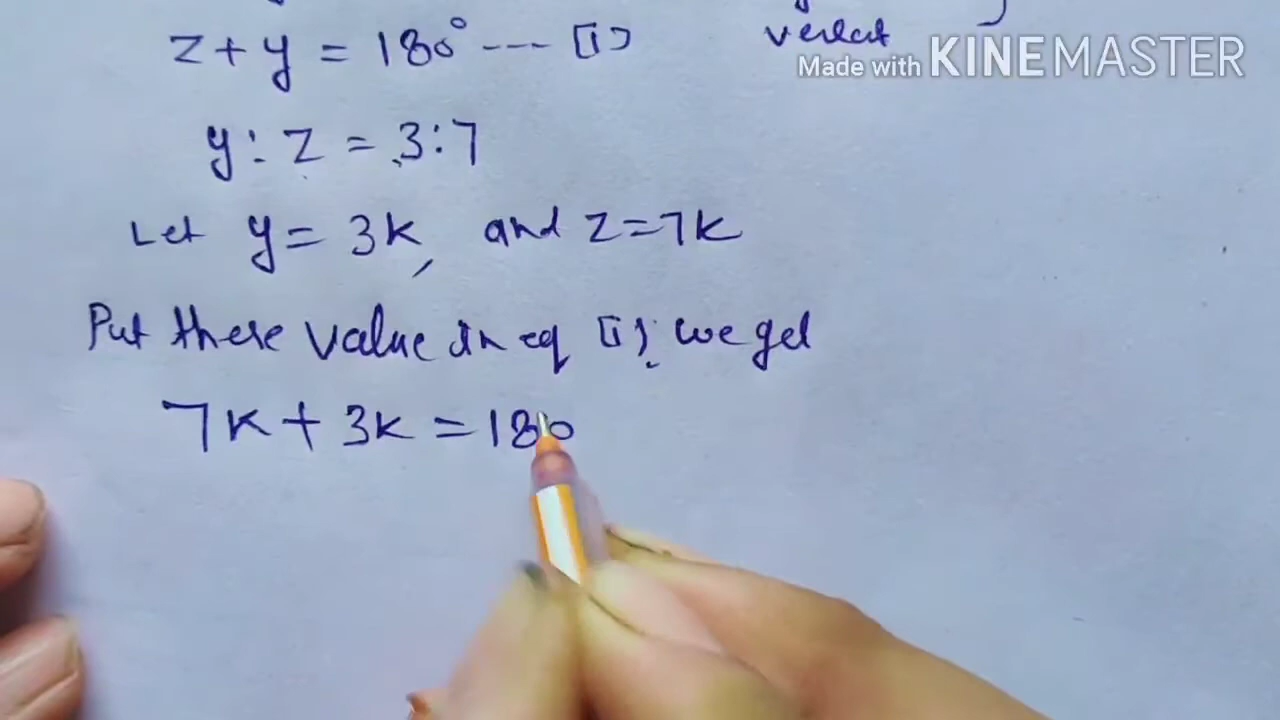 z + y = 180° --- (i)
Made with KINEMASTER
y : z = 3:7
Let y = 3k, and z = 7k
Put these value in eq (i), we get
7k + 3k = 180